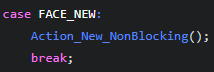 case FACE_NEW:
    Action_New_NonBlocking();
    break;